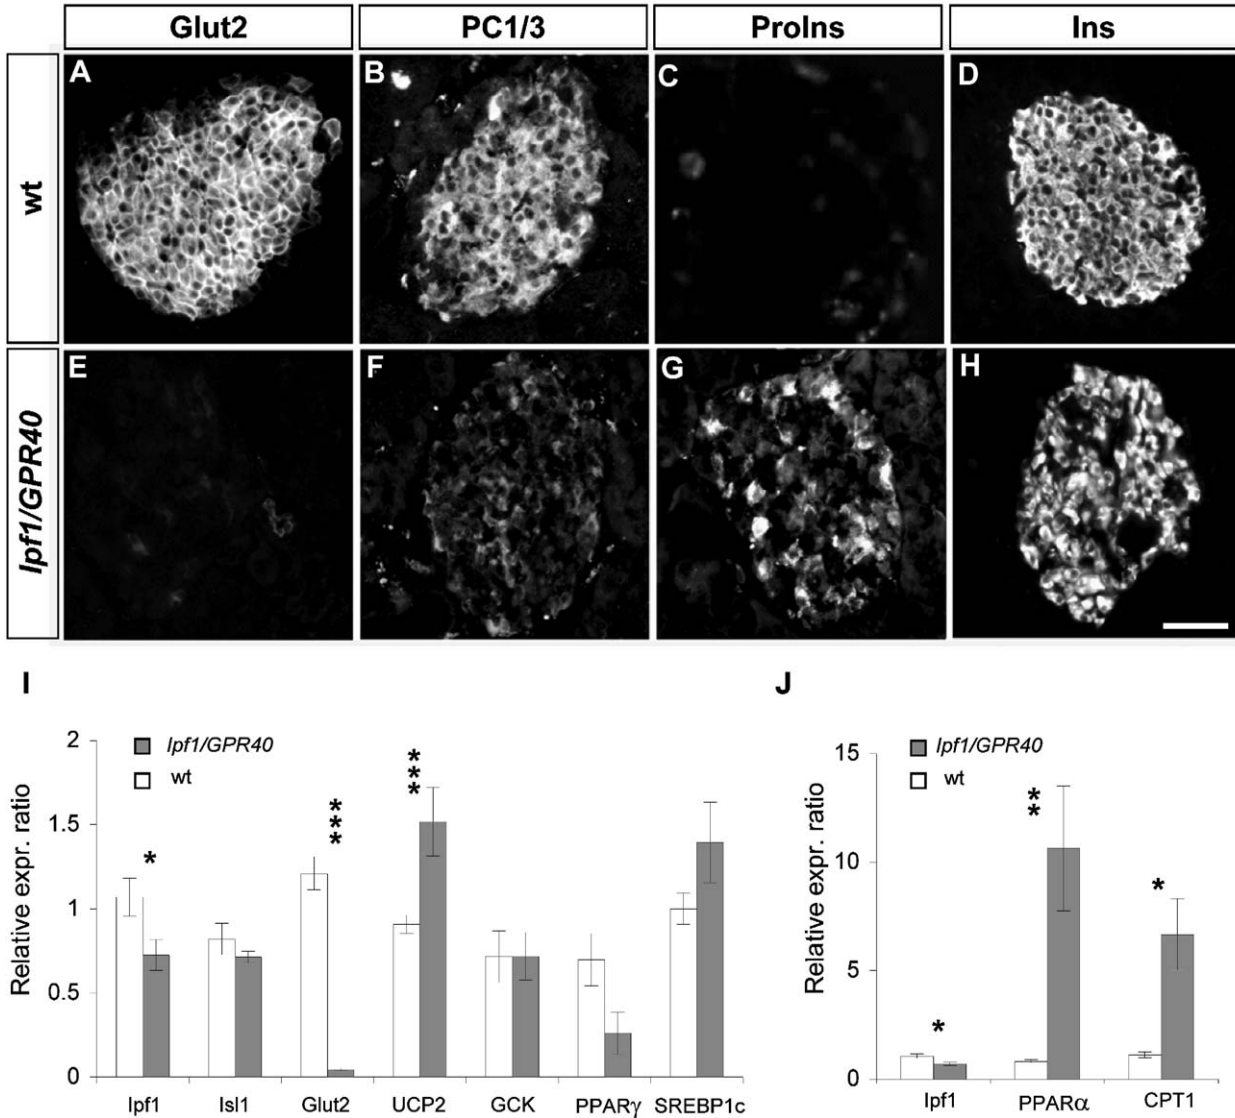 Glut2 PC1/3 ProIns Ins
wt
A B C D
Ipf1/GPR40
E F G H
I
Relative expr. ratio
2
1.5
1
0.5
0
Ipf1/GPR40
wt
*
***
***
Ipf1 Isl1 Glut2 UCP2 GCK PPARγ SREBP1c
J
Relative expr. ratio
15
10
5
0
Ipf1/GPR40
wt
*
**
*
Ipf1 PPARα CPT1